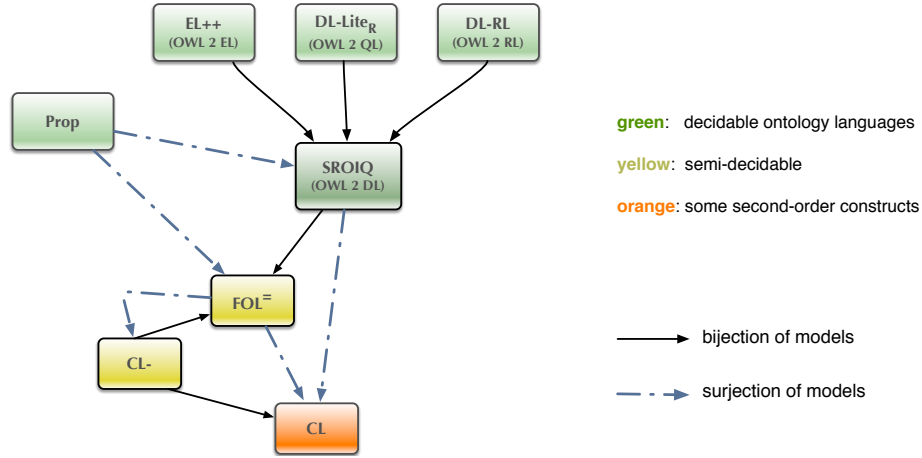 EL++
(OWL 2 EL)
DL-Lite_R
(OWL 2 QL)
DL-RL
(OWL 2 RL)
Prop
green: decidable ontology languages
SROIQ
(OWL 2 DL)
yellow: semi-decidable
orange: some second-order constructs
FOL⁼
CL-
bijection of models
surjection of models
CL